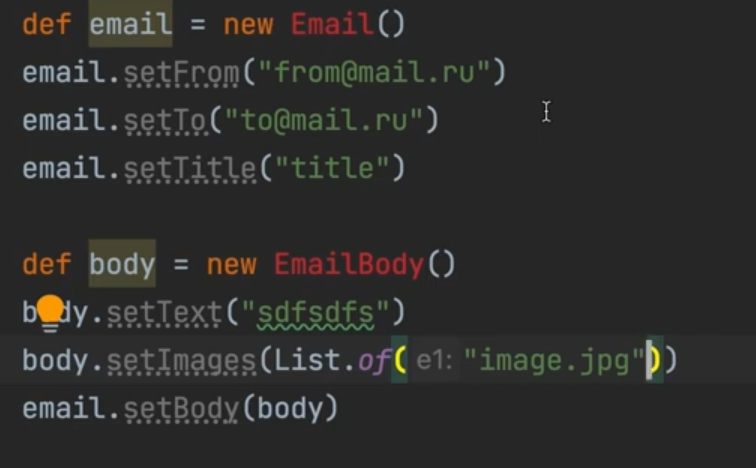 def email = new Email()
email.setFrom("from@mail.ru")
email.setTo("to@mail.ru")
email.setTitle("title")
def body = new EmailBody()
body.setText("sdfsdfs")
body.setImages(List.of( e1: "image.jpg"))
email.setBody(body)